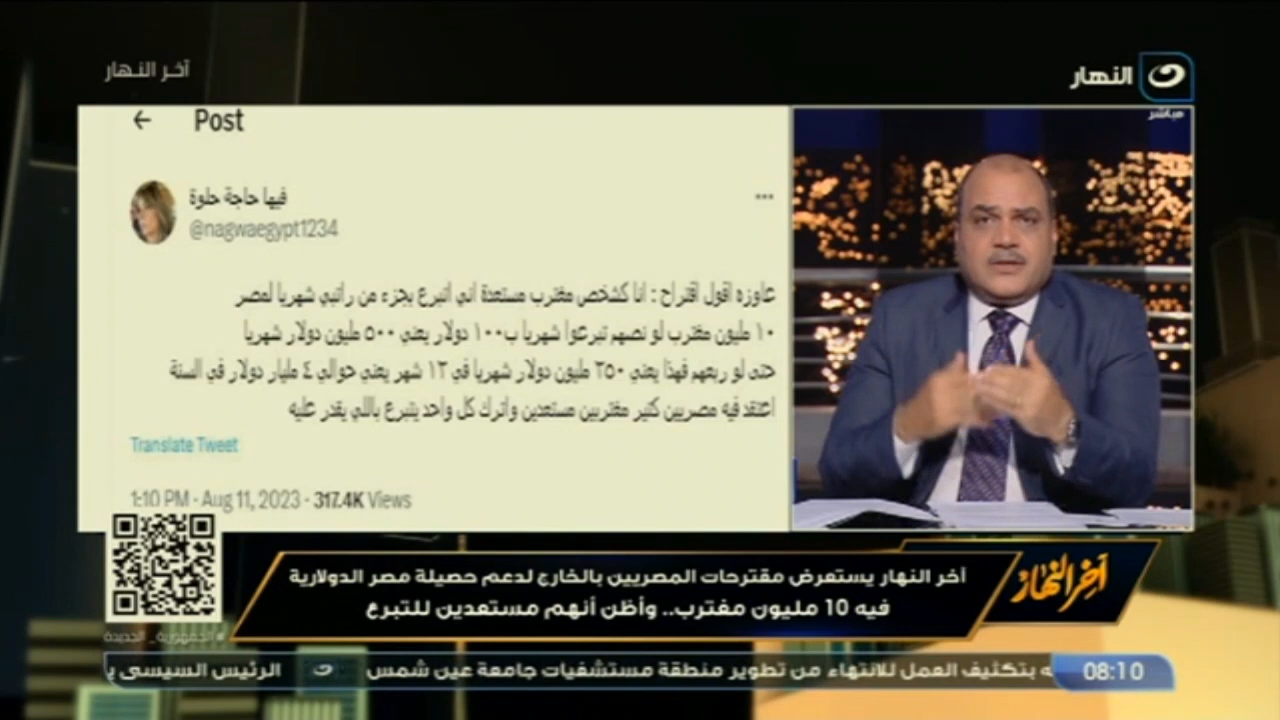 آخر النهار
النهار
مباشر
Post
فيها حاجة حلوة
@nagwaegypt1234
عاوزه اقول اقتراح : انا كشخص مغترب مستعدة اني اتبرع بجزء من راتبي شهريا لمصر
١٠ مليون مغترب لو نصهم تبرعوا شهريا ب١٠٠ دولار يعني ٥٠٠ مليون دولار شهريا
حتى لو ربعهم فهذا يعني ٢٥٠ مليون دولار شهريا في ١٢ شهر يعني حوالي ٤ مليار دولار في السنة
اعتقد فيه مصريين كتير مغتربين مستعدين واترك كل واحد يتبرع باللي يقدر عليه
Translate Tweet
1:10 PM · Aug 11, 2023 · 317.4K Views
آخر النهار
آخر النهار يستعرض مقترحات المصريين بالخارج لدعم حصيلة مصر الدولارية
فيه 10 مليون مغترب.. وأظن أنهم مستعدين للتبرع
#الجمهورية_الجديدة
08:10
ه بتكثيف العمل للانتهاء من تطوير منطقة مستشفيات جامعة عين شمس
الرئيس السيسي ي